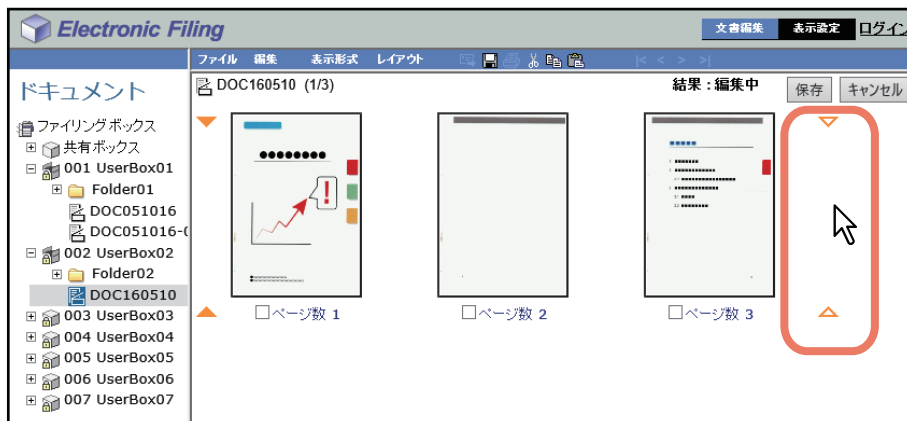 Electronic Filing
文書編集 表示設定 ログイン
ファイル 編集 表示形式 レイアウト |< < > >|
ドキュメント
DOC160510 (1/3) 結果:編集中 保存 キャンセル
ファイリングボックス
共有ボックス
001 UserBox01
Folder01
DOC051016
DOC051016-(
002 UserBox02
Folder02
DOC160510
003 UserBox03
004 UserBox04
005 UserBox05
006 UserBox06
007 UserBox07
!
ページ数 1 ページ数 2 ページ数 3